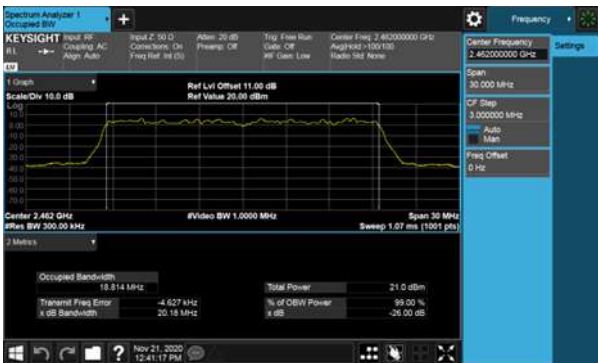 Spectrum Analyzer 1
Occupied BW
+
Frequency
KEYSIGHT
RL
Input: RF
Coupling: AC
Align: Auto
Input Z: 50 Ω
Corrections: On
Freq Ref: Int (S)
Atten: 20 dB
Preamp: Off
Trig: Free Run
Gate: Off
#IF Gain: Low
Center Freq: 2.462000000 GHz
Avg|Hold:>100/100
Radio Std: None
Center Frequency
2.462000000 GHz
Settings
Span
30.000 MHz
CF Step
3.000000 MHz
Auto
Man
Freq Offset
0 Hz
1 Graph
Scale/Div 10.0 dB
Ref Lvl Offset 11.00 dB
Ref Value 20.00 dBm
Log
10.0
0.00
Center 2.462 GHz
#Res BW 300.00 kHz
#Video BW 1.0000 MHz
Span 30 MHz
Sweep 1.07 ms (1001 pts)
2 Metrics
Occupied Bandwidth
18.814 MHz
Total Power
21.0 dBm
Transmit Freq Error
-4.627 kHz
% of OBW Power
99.00 %
x dB Bandwidth
20.18 MHz
x dB
-26.00 dB
?
Nov 21, 2020
12:41:17 PM